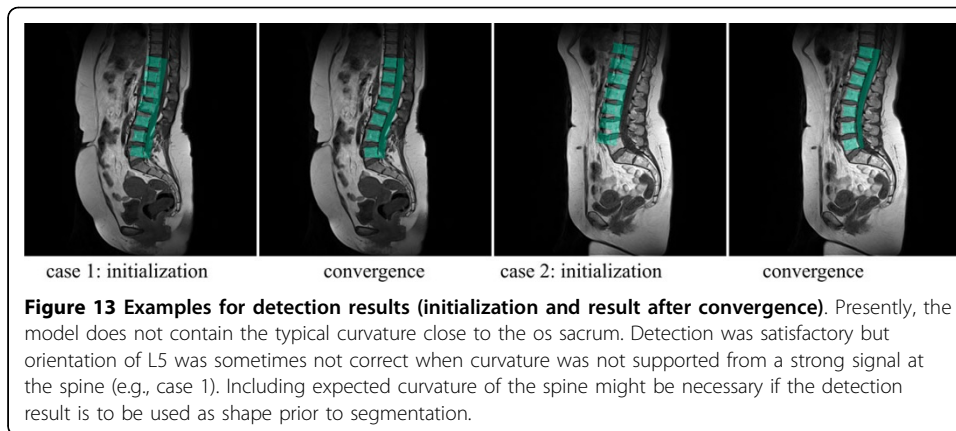 case 1: initialization convergence case 2: initialization convergence
Figure 13 Examples for detection results (initialization and result after convergence). Presently, the
model does not contain the typical curvature close to the os sacrum. Detection was satisfactory but
orientation of L5 was sometimes not correct when curvature was not supported from a strong signal at
the spine (e.g., case 1). Including expected curvature of the spine might be necessary if the detection
result is to be used as shape prior to segmentation.